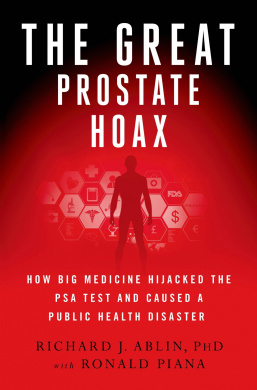 THE GREAT
PROSTATE
HOAX
FDA
$
£
HOW BIG MEDICINE HIJACKED THE
PSA TEST AND CAUSED A
PUBLIC HEALTH DISASTER
RICHARD J. ABLIN, PHD
with RONALD PIANA